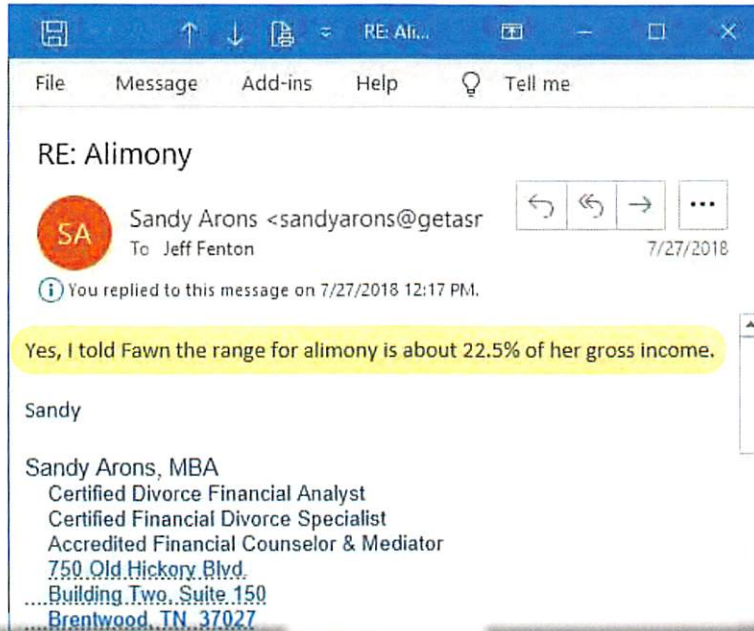 RE: Ali...
File Message Add-ins Help Tell me
RE: Alimony
SA
Sandy Arons <sandyarons@getasr
To Jeff Fenton
7/27/2018
You replied to this message on 7/27/2018 12:17 PM.
Yes, I told Fawn the range for alimony is about 22.5% of her gross income.
Sandy
Sandy Arons, MBA
Certified Divorce Financial Analyst
Certified Financial Divorce Specialist
Accredited Financial Counselor & Mediator
750 Old Hickory Blvd.
Building Two, Suite 150
Brentwood, TN 37027